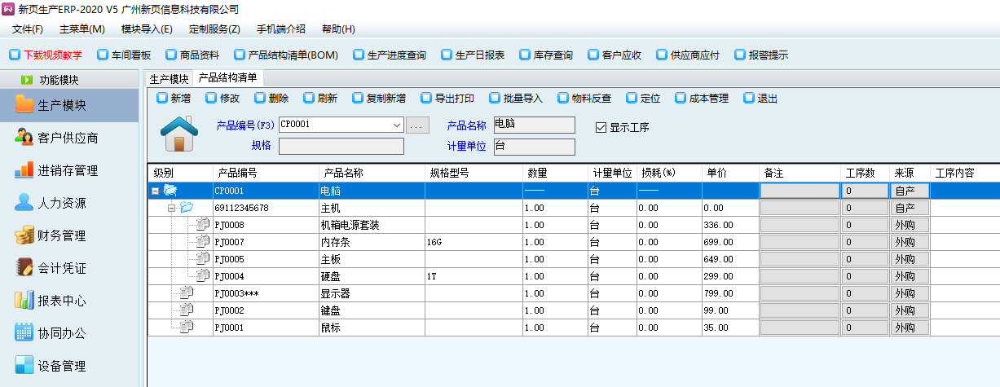 新页生产ERP-2020 V5 广州新页信息科技有限公司
文件(F) 主菜单(M) 模块导入(E) 定制服务(Z) 手机端介绍 帮助(H)
下载视频教学 车间看板 商品资料 产品结构清单(BOM) 生产进度查询 生产日报表 库存查询 客户应收 供应商应付 报警提示
功能模块
生产模块
客户供应商
进销存管理
人力资源
财务管理
会计凭证
报表中心
协同办公
设备管理
生产模块 产品结构清单
新增 修改 删除 刷新 复制新增 导出打印 批量导入 物料反查 定位 成本管理 退出
产品编号(F3) CP0001 ... 产品名称 电脑 显示工序
规格 计量单位 台
级别 产品编号 产品名称 规格型号 数量 计量单位 损耗(%) 单价 备注 工序数 来源 工序内容
CP0001 电脑 —— 台 —— 0 自产
69112345678 主机 1.00 台 0.00 0.00 0 自产
PJ0008 机箱电源套装 1.00 台 0.00 336.00 0 外购
PJ0007 内存条 16G 1.00 台 0.00 699.00 0 外购
PJ0005 主板 1.00 台 0.00 649.00 0 外购
PJ0004 硬盘 1T 1.00 台 0.00 299.00 0 外购
PJ0003*** 显示器 1.00 台 0.00 799.00 0 外购
PJ0002 键盘 1.00 台 0.00 99.00 0 外购
PJ0001 鼠标 1.00 台 0.00 35.00 0 外购